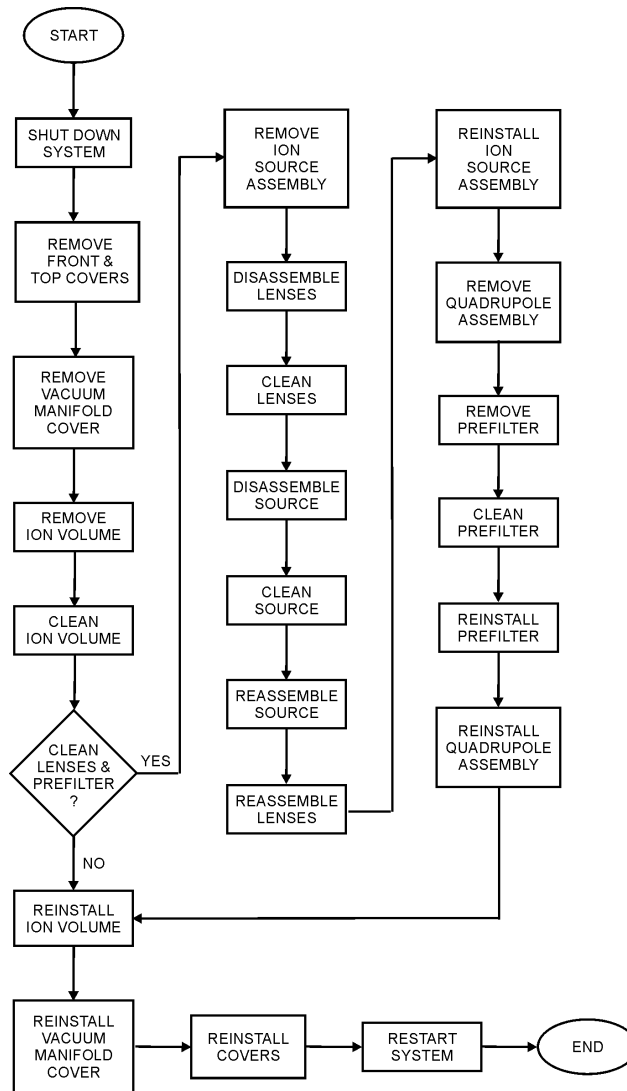 START
SHUT DOWN
SYSTEM
REMOVE
FRONT &
TOP COVERS
REMOVE
VACUUM
MANIFOLD
COVER
REMOVE
ION VOLUME
CLEAN
ION VOLUME
CLEAN
LENSES &
PREFILTER
?
YES
NO
REMOVE
ION
SOURCE
ASSEMBLY
DISASSEMBLE
LENSES
CLEAN
LENSES
DISASSEMBLE
SOURCE
CLEAN
SOURCE
REASSEMBLE
SOURCE
REASSEMBLE
LENSES
REINSTALL
ION
SOURCE
ASSEMBLY
REMOVE
QUADRUPOLE
ASSEMBLY
REMOVE
PREFILTER
CLEAN
PREFILTER
REINSTALL
PREFILTER
REINSTALL
QUADRUPOLE
ASSEMBLY
REINSTALL
ION VOLUME
REINSTALL
VACUUM
MANIFOLD
COVER
REINSTALL
COVERS
RESTART
SYSTEM
END